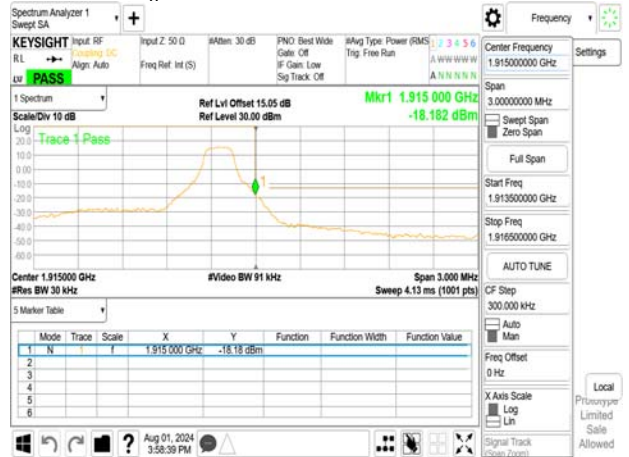 Spectrum Analyzer 1
Swept SA
Frequency
KEYSIGHT
Input: RF
Coupling: DC
Align: Auto
Input Z: 50 Ω
Freq Ref: Int (S)
#Atten: 30 dB
PNO: Best Wide
Gate: Off
IF Gain: Low
Sig Track: Off
#Avg Type: Power (RMS
Trig: Free Run
1 2 3 4 5 6
A W W W W W
A N N N N N
RL
PASS
Center Frequency
1.915000000 GHz
Settings
Span
3.00000000 MHz
Swept Span
Zero Span
Full Span
Start Freq
1.913500000 GHz
Stop Freq
1.916500000 GHz
AUTO TUNE
CF Step
300.000 kHz
Auto
Man
Freq Offset
0 Hz
X Axis Scale
Log
Lin
Signal Track
(Span Zoom)
Local
Prototype
Limited
Sale
Allowed
1 Spectrum
Scale/Div 10 dB
Ref Lvl Offset 15.05 dB
Ref Level 30.00 dBm
Mkr1 1.915 000 GHz
-18.182 dBm
Log
Trace 1 Pass
20.0
10.0
0.00
-10.0
-20.0
-30.0
-40.0
-50.0
-60.0
1
Center 1.915000 GHz
#Res BW 30 kHz
#Video BW 91 kHz
Span 3.000 MHz
Sweep 4.13 ms (1001 pts)
5 Marker Table
Mode Trace Scale X Y Function Function Width Function Value
1 N 1 f 1.915 000 GHz -18.18 dBm
2
3
4
5
6
Aug 01, 2024
3:58:39 PM